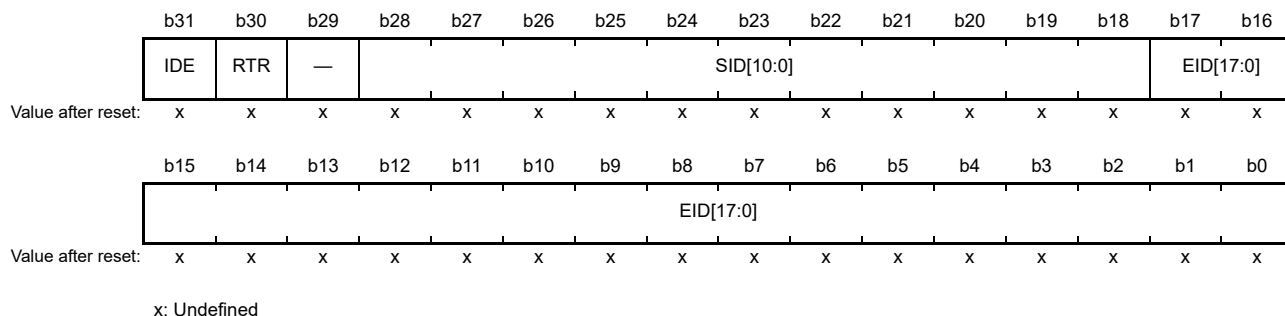 b31 b30 b29 b28 b27 b26 b25 b24 b23 b22 b21 b20 b19 b18 b17 b16
IDE RTR — SID[10:0] EID[17:0]
Value after reset: x x x x x x x x x x x x x x x x
b15 b14 b13 b12 b11 b10 b9 b8 b7 b6 b5 b4 b3 b2 b1 b0
EID[17:0]
Value after reset: x x x x x x x x x x x x x x x x
x: Undefined